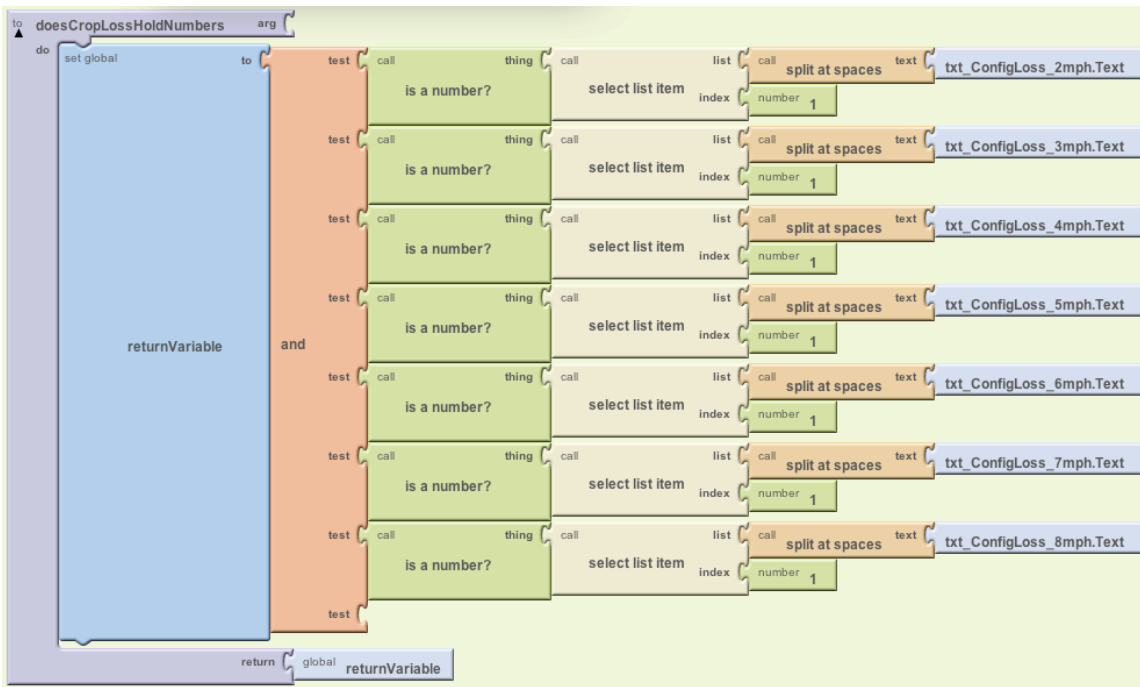 to doesCropLossHoldNumbers arg
do set global to test call thing call list call text
returnVariable and is a number? select list item split at spaces txt_ConfigLoss_2mph.Text
index number 1
test call thing call list call text
is a number? select list item split at spaces txt_ConfigLoss_3mph.Text
index number 1
test call thing call list call text
is a number? select list item split at spaces txt_ConfigLoss_4mph.Text
index number 1
test call thing call list call text
is a number? select list item split at spaces txt_ConfigLoss_5mph.Text
index number 1
test call thing call list call text
is a number? select list item split at spaces txt_ConfigLoss_6mph.Text
index number 1
test call thing call list call text
is a number? select list item split at spaces txt_ConfigLoss_7mph.Text
index number 1
test call thing call list call text
is a number? select list item split at spaces txt_ConfigLoss_8mph.Text
index number 1
test
return global returnVariable